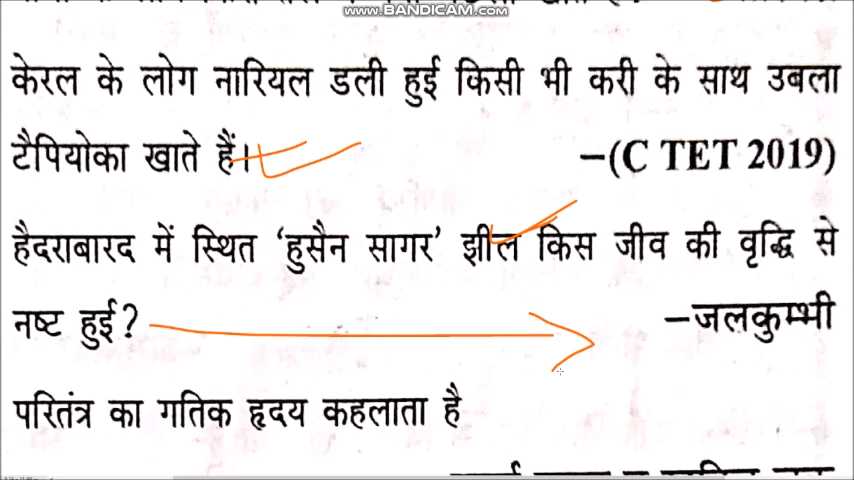 WWW.BANDICAM.COM
केरल के लोग नारियल डली हुई किसी भी करी के साथ उबला
टैपियोका खाते हैं। –(C TET 2019)
हैदराबारद में स्थित ‘हुसैन सागर’ झील किस जीव की वृद्धि से
नष्ट हुई? –जलकुम्भी
परितंत्र का गतिक हृदय कहलाता है